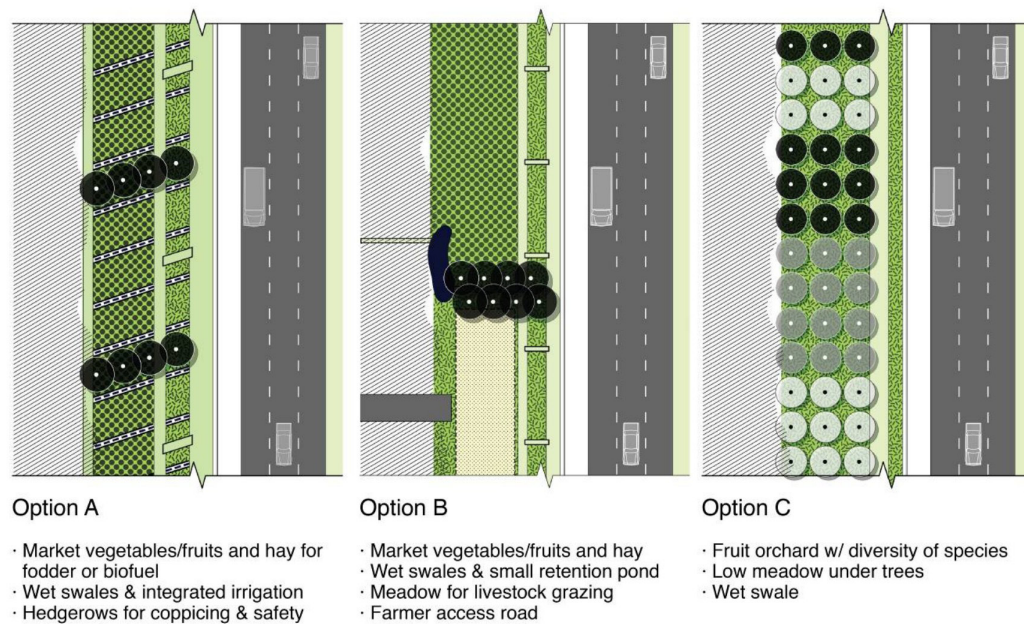 Option A
· Market vegetables/fruits and hay for
fodder or biofuel
· Wet swales & integrated irrigation
· Hedgerows for coppicing & safety
Option B
· Market vegetables/fruits and hay
· Wet swales & small retention pond
· Meadow for livestock grazing
· Farmer access road
Option C
· Fruit orchard w/ diversity of species
· Low meadow under trees
· Wet swale